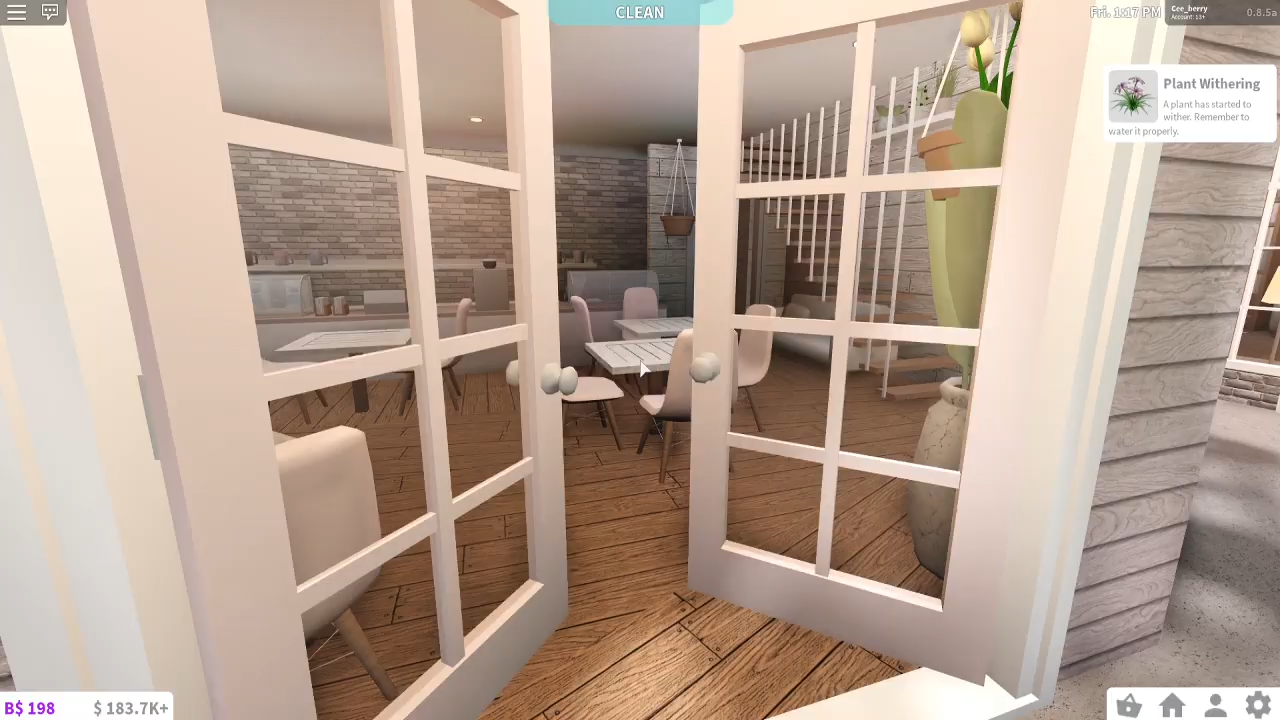 CLEAN
Fri. 1:17 PM
Cee_berry
Account: 13+
0.8.5a
Plant Withering
A plant has started to
wither. Remember to
water it properly.
B$ 198
$ 183.7K+